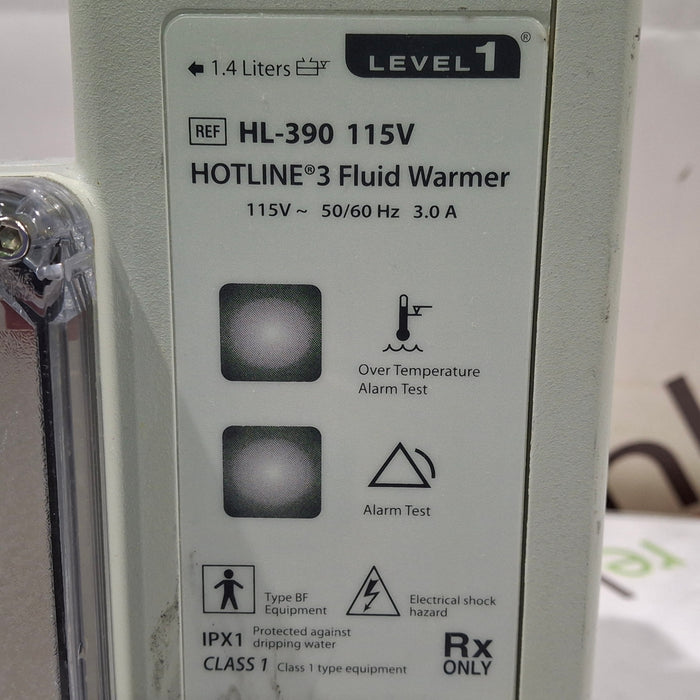 1.4 Liters
LEVEL 1®
REF HL-390 115V
HOTLINE®3 Fluid Warmer
115V ~ 50/60 Hz 3.0 A
Over Temperature
Alarm Test
Alarm Test
Type BF
Equipment
Electrical shock
hazard
IPX1 Protected against
dripping water
CLASS 1 Class 1 type equipment
Rx
ONLY